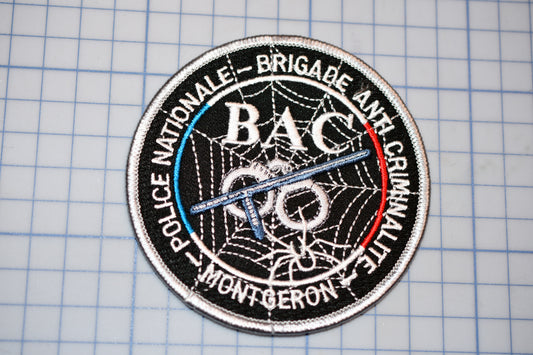 POLICE NATIONALE - BRIGADE ANTI CRIMINALITE -
BAC
MONTGERON -